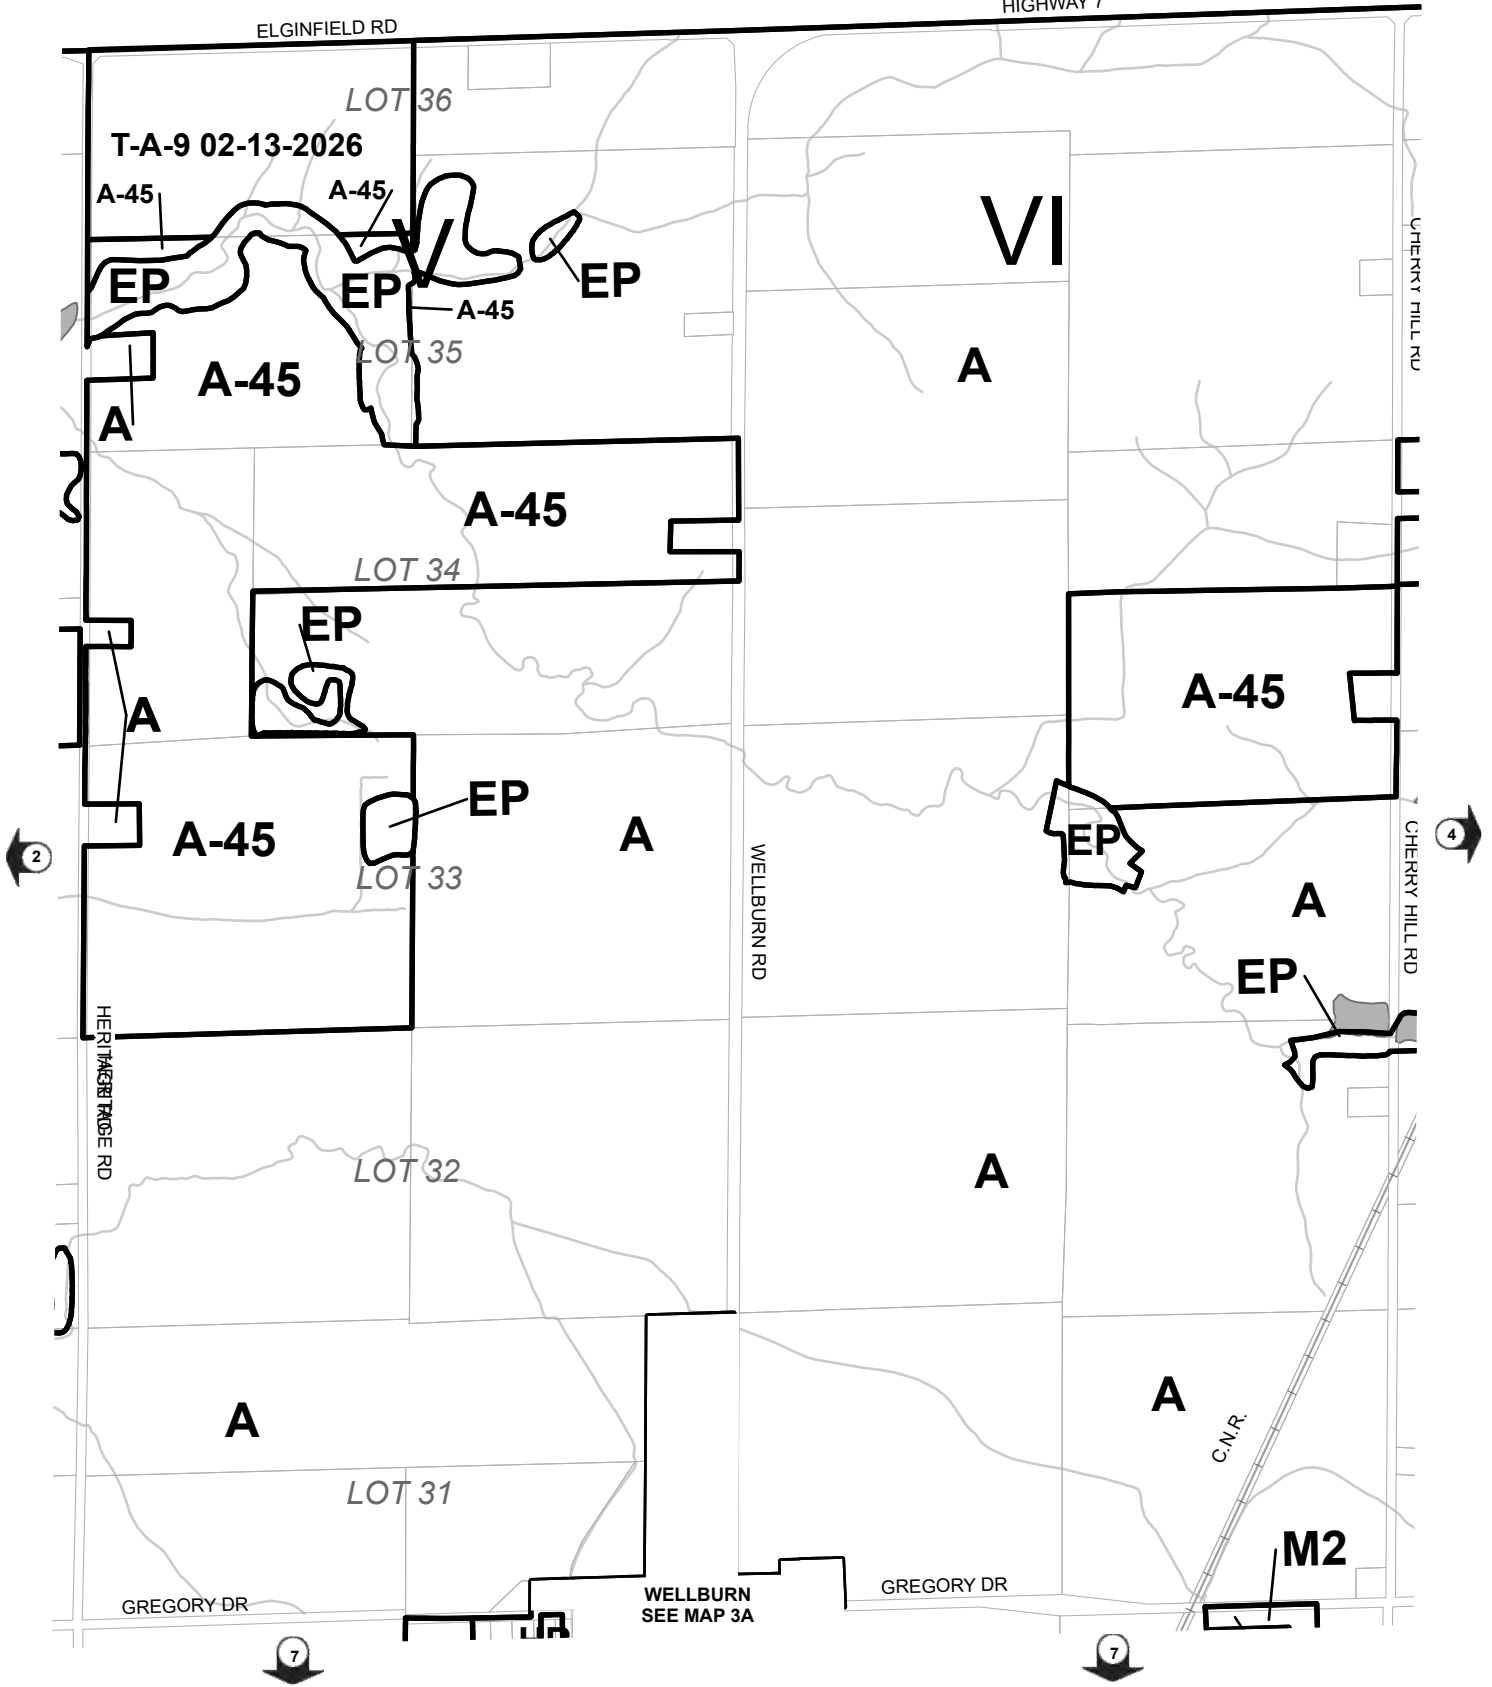 ELGINFIELD RD
HIGHWAY 7
LOT 36
T-A-9 02-13-2026
A-45
A-45
V
VI
EP
EP
EP
A-45
CHERRY HILL RD
LOT 35
A-45
A
A
A-45
LOT 34
EP
A-45
A
EP
A-45
A
EP
2
4
LOT 33
WELLBURN RD
CHERRY HILL RD
A
EP
HERITAGE RD
LOT 32
A
A
A
C.N.R.
LOT 31
M2
GREGORY DR
WELLBURN
SEE MAP 3A
GREGORY DR
7
7